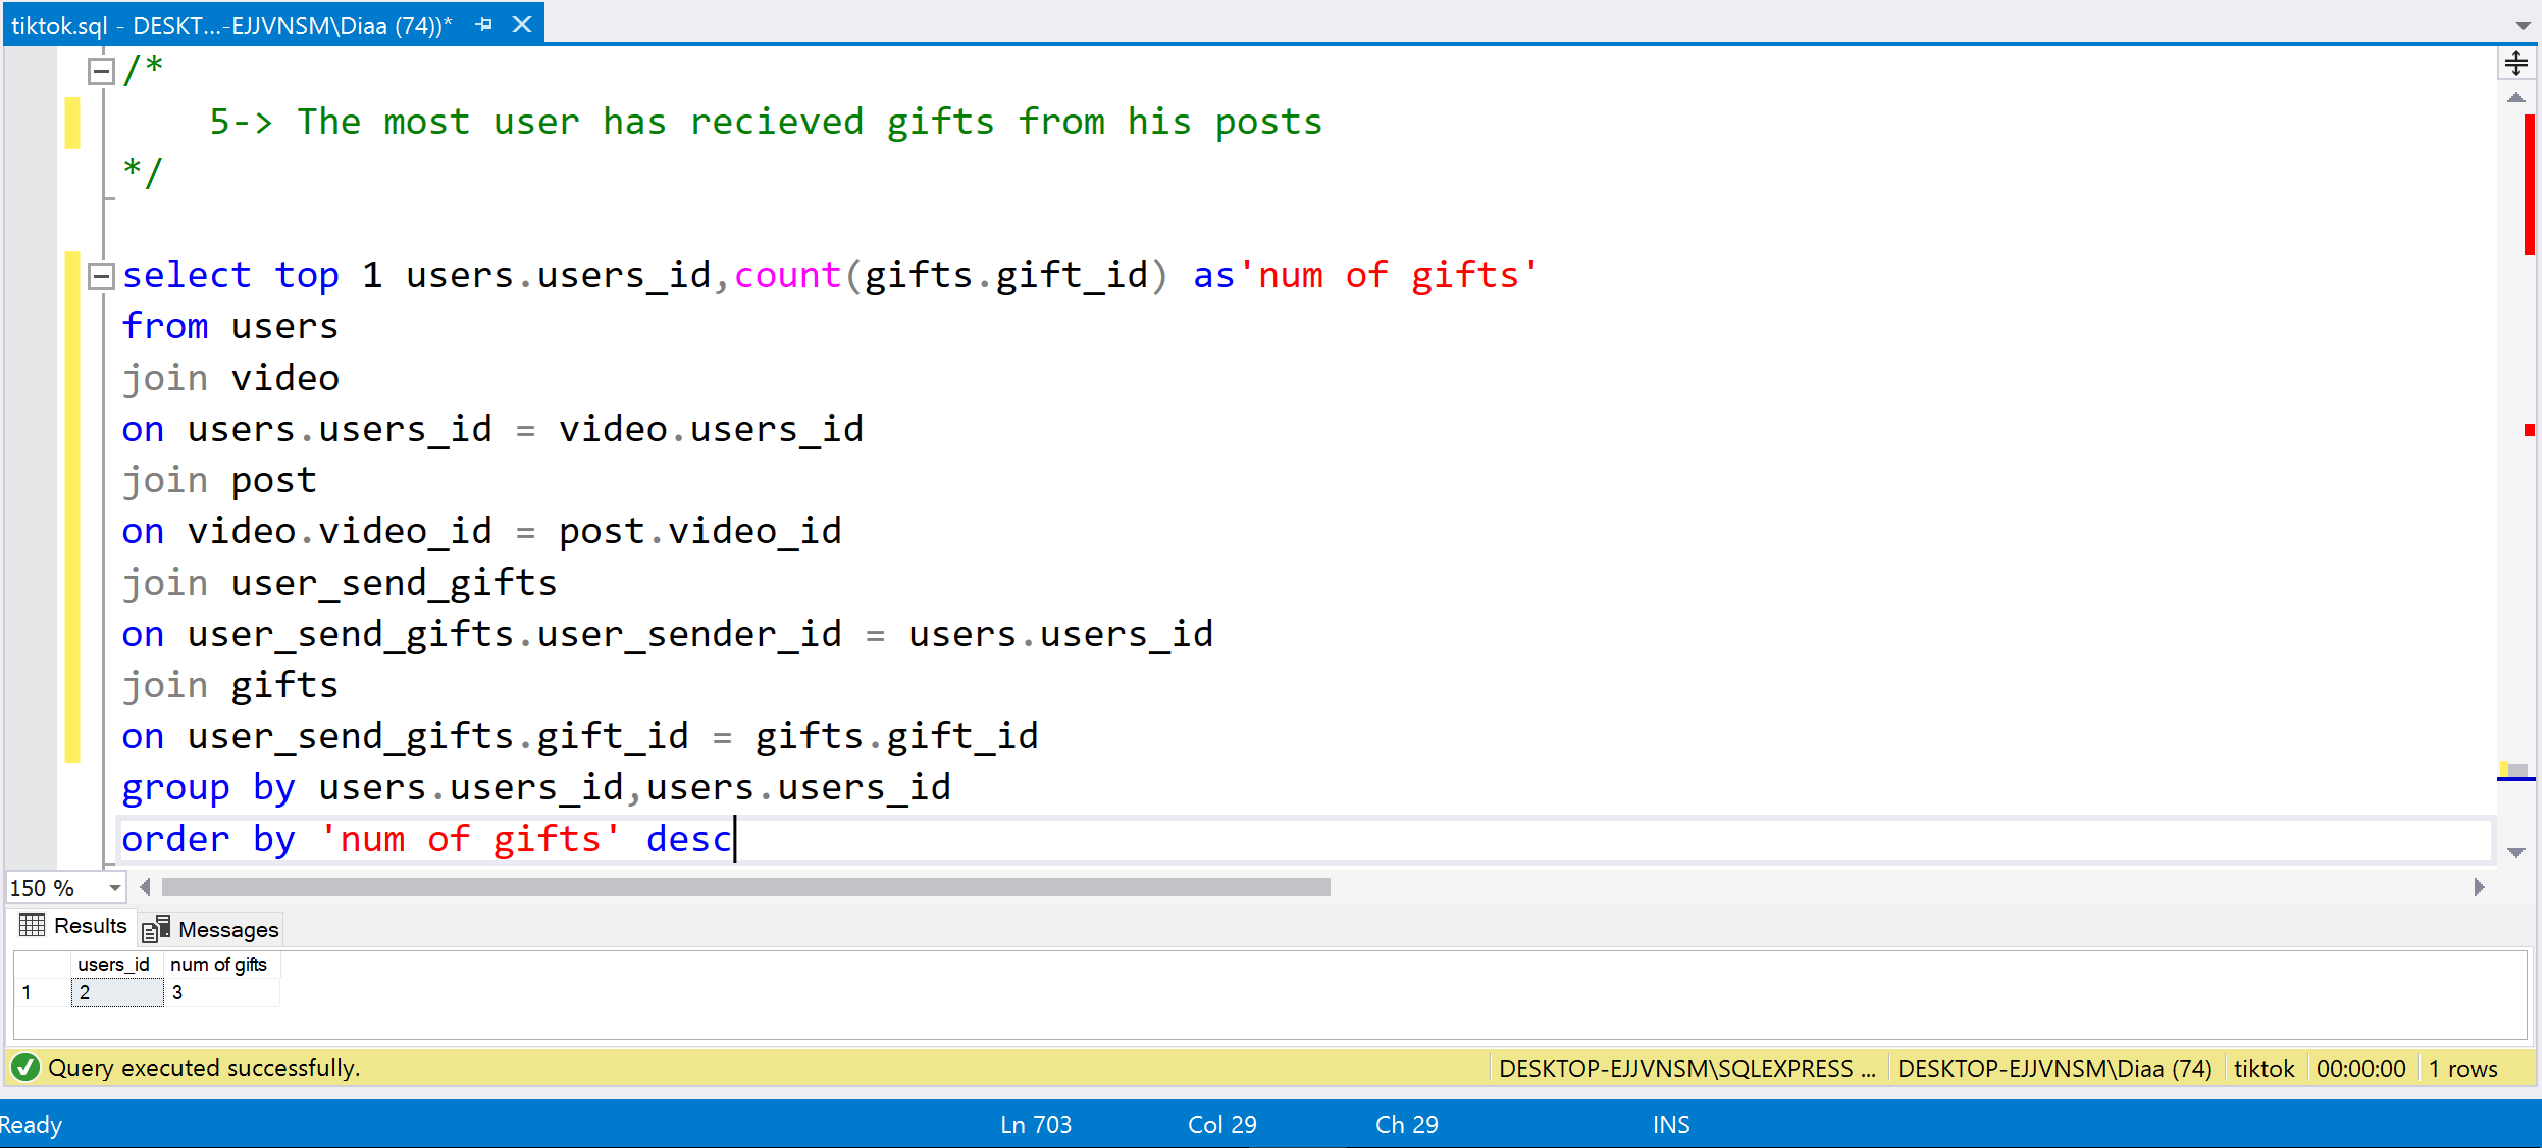 tiktok.sql - DESKT...-EJJVNSM\Diaa (74))*
/*
5-> The most user has recieved gifts from his posts
*/
select top 1 users.users_id,count(gifts.gift_id) as'num of gifts'
from users
join video
on users.users_id = video.users_id
join post
on video.video_id = post.video_id
join user_send_gifts
on user_send_gifts.user_sender_id = users.users_id
join gifts
on user_send_gifts.gift_id = gifts.gift_id
group by users.users_id,users.users_id
order by 'num of gifts' desc
150 %
Results Messages
users_id num of gifts
1 2 3
Query executed successfully. DESKTOP-EJJVNSM\SQLEXPRESS ... DESKTOP-EJJVNSM\Diaa (74) tiktok 00:00:00 1 rows
Ready Ln 703 Col 29 Ch 29 INS